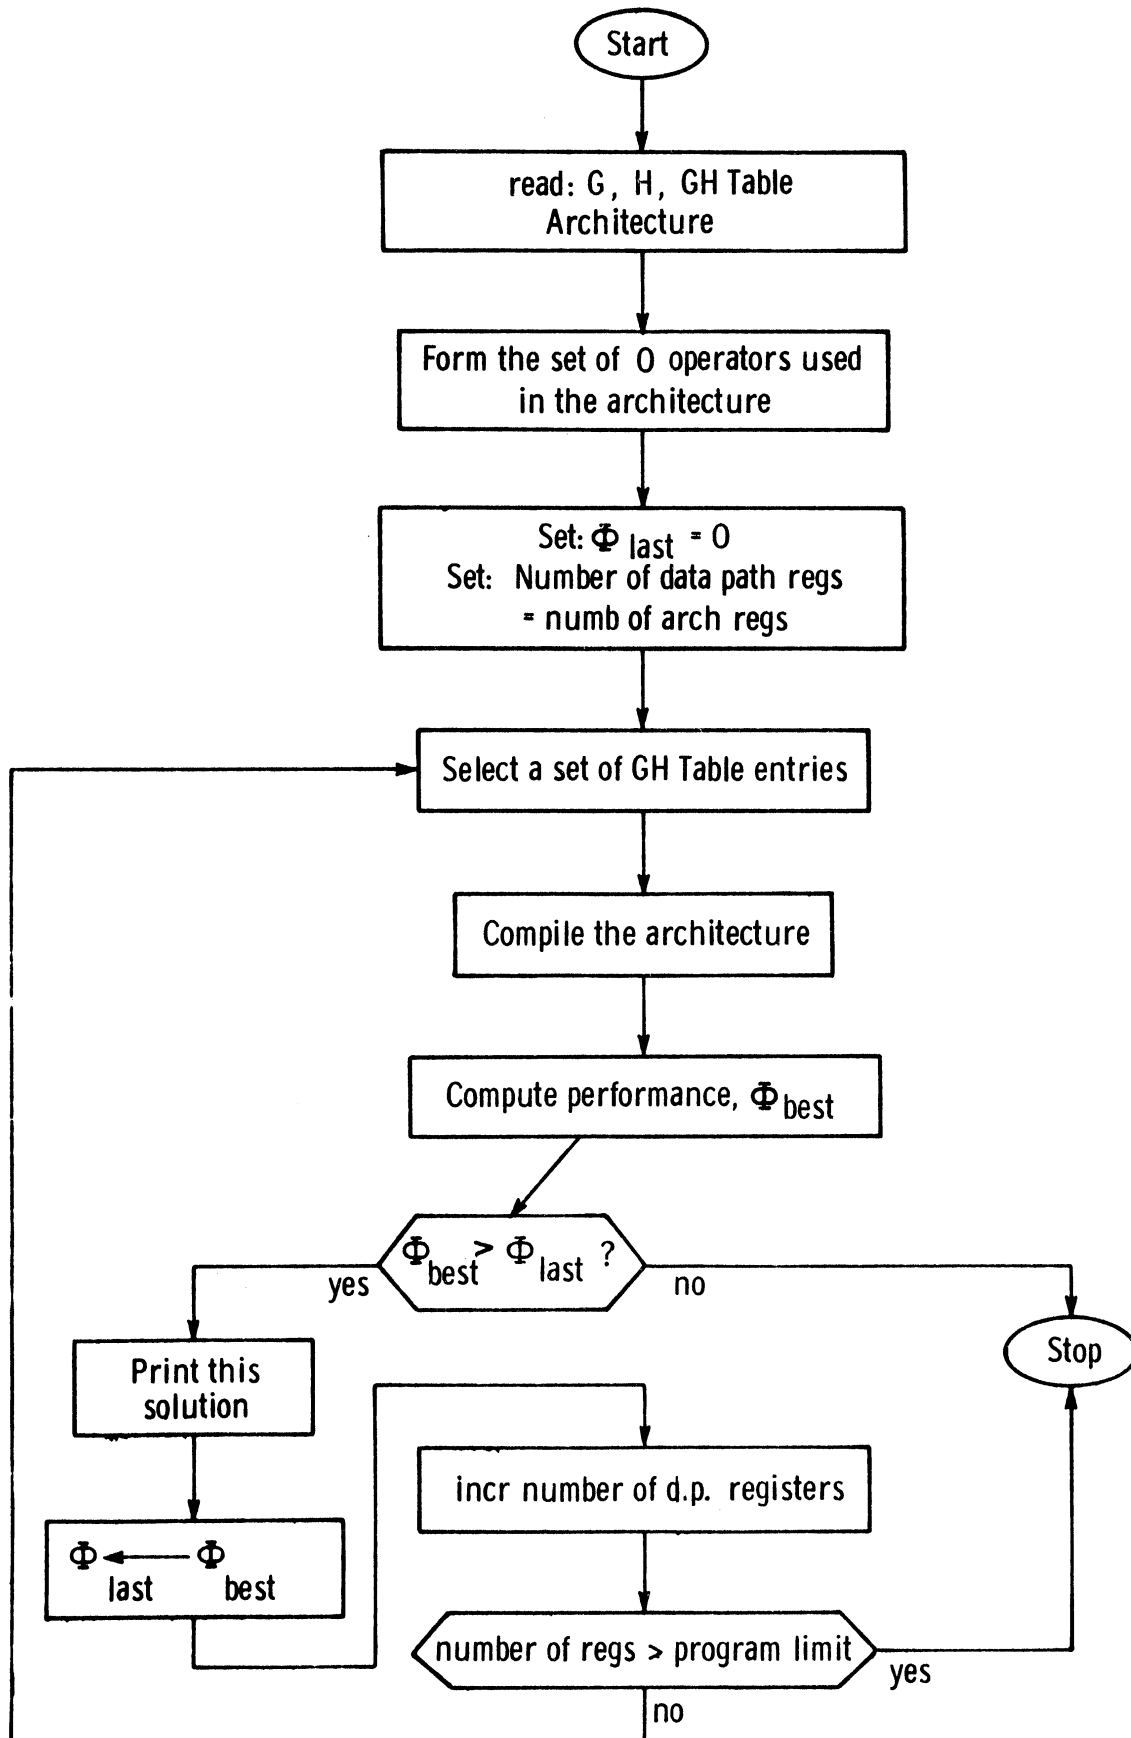 Start
read: G, H, GH Table
Architecture
Form the set of O operators used
in the architecture
Set: Φ last = 0
Set: Number of data path regs
= numb of arch regs
Select a set of GH Table entries
Compile the architecture
Compute performance, Φ best
Φ best > Φ last ?
yes
no
Print this
solution
Stop
incr number of d.p. registers
Φ last ← Φ best
number of regs > program limit
yes
no